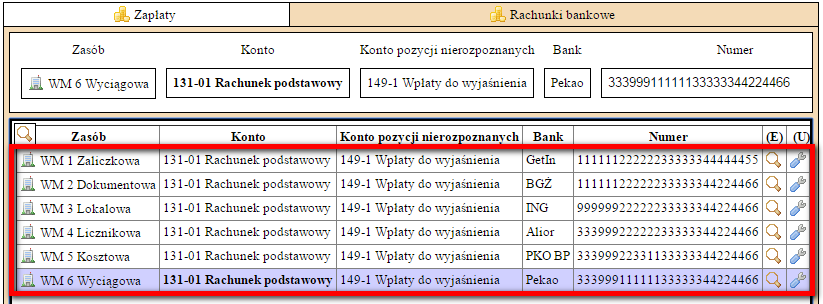 Zapłaty Rachunki bankowe
Zasób Konto Konto pozycji nierozpoznanych Bank Numer
WM 6 Wyciągowa 131-01 Rachunek podstawowy 149-1 Wpłaty do wyjaśnienia Pekao 33399911111133333344224466
Zasób Konto Konto pozycji nierozpoznanych Bank Numer (E) (U)
WM 1 Zaliczkowa 131-01 Rachunek podstawowy 149-1 Wpłaty do wyjaśnienia GetIn 11111122222233333344444455
WM 2 Dokumentowa 131-01 Rachunek podstawowy 149-1 Wpłaty do wyjaśnienia BGŻ 11111122222233333344224466
WM 3 Lokalowa 131-01 Rachunek podstawowy 149-1 Wpłaty do wyjaśnienia ING 99999922222233333344224466
WM 4 Licznikowa 131-01 Rachunek podstawowy 149-1 Wpłaty do wyjaśnienia Alior 33399922222233333344224466
WM 5 Kosztowa 131-01 Rachunek podstawowy 149-1 Wpłaty do wyjaśnienia PKO BP 33399922331133333344224466
WM 6 Wyciągowa 131-01 Rachunek podstawowy 149-1 Wpłaty do wyjaśnienia Pekao 33399911111133333344224466